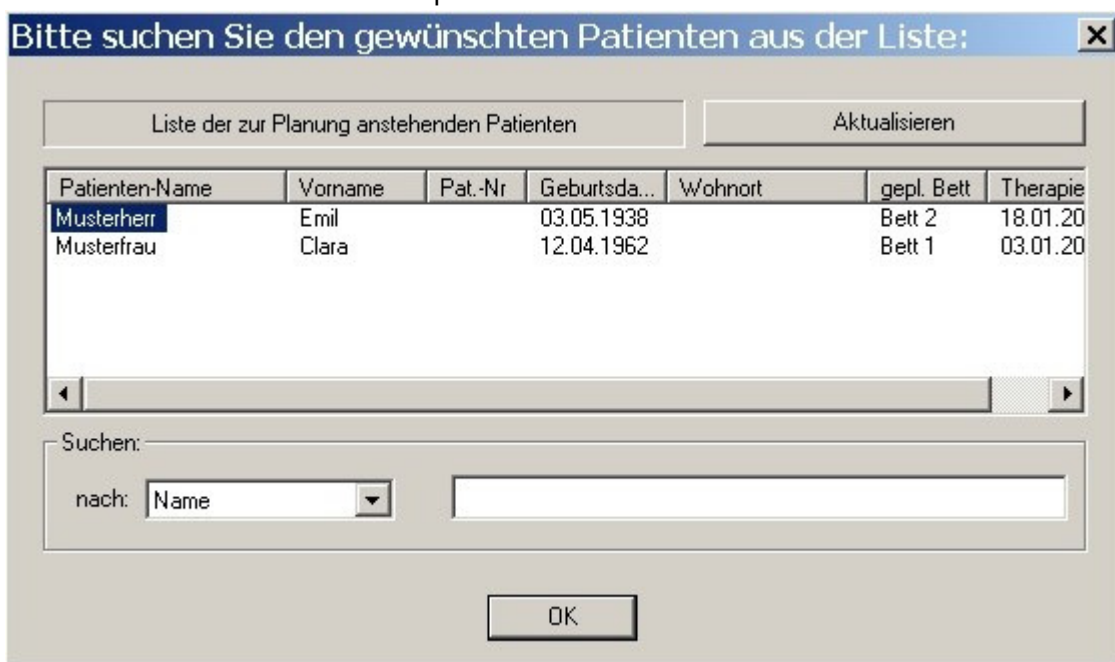 Bitte suchen Sie den gewünschten Patienten aus der Liste:
Liste der zur Planung anstehenden Patienten Aktualisieren
Patienten-Name Vorname Pat.-Nr Geburtsda... Wohnort gepl. Bett Therapie
Musterherr Emil 03.05.1938 Bett 2 18.01.20
Musterfrau Clara 12.04.1962 Bett 1 03.01.20
Suchen:
nach: Name
OK